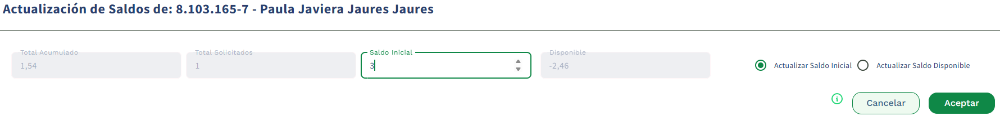 Actualización de Saldos de: 8.103.165-7 - Paula Javiera Jaures Jaures
Total Acumulado
1,54
Total Solicitados
1
Saldo Inicial
3
Disponible
-2,46
Actualizar Saldo Inicial
Actualizar Saldo Disponible
Cancelar
Aceptar